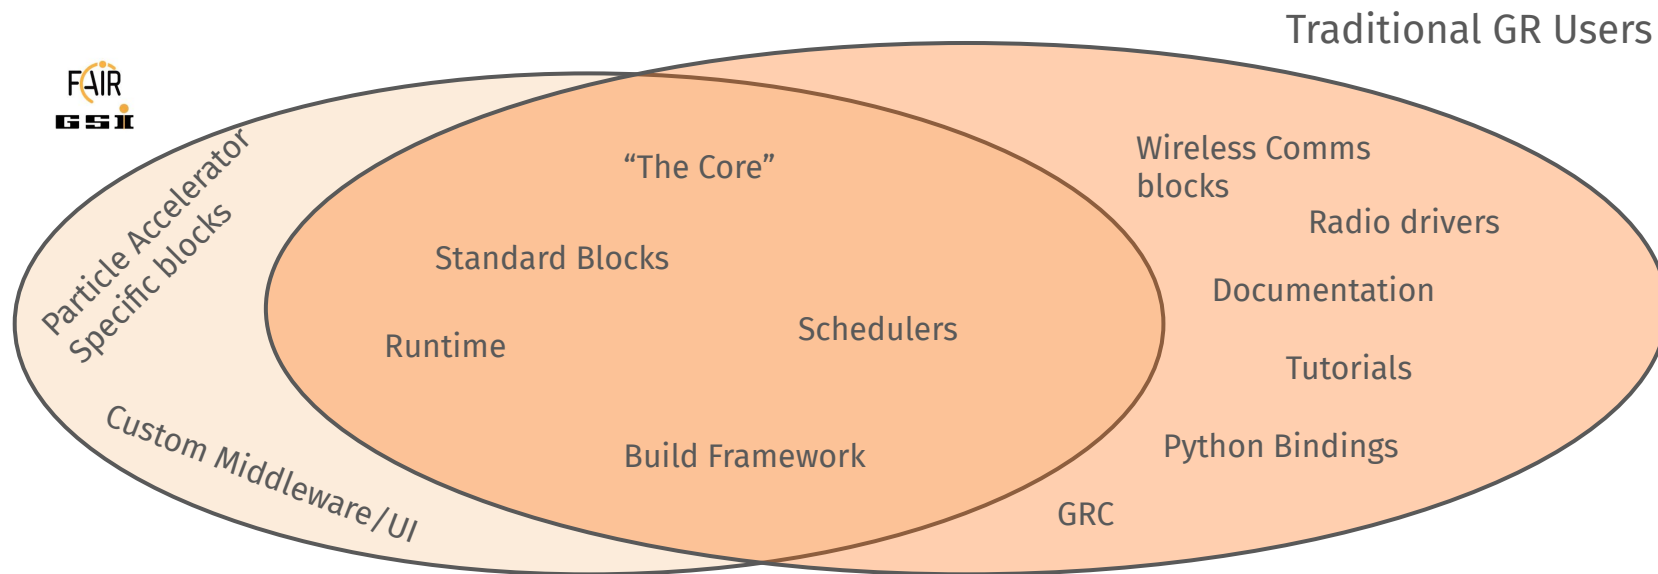 Traditional GR Users
FAIR
GSI
Particle Accelerator
Specific blocks
Custom Middleware/UI
“The Core”
Standard Blocks
Runtime
Schedulers
Build Framework
Wireless Comms
blocks
Radio drivers
Documentation
Tutorials
Python Bindings
GRC